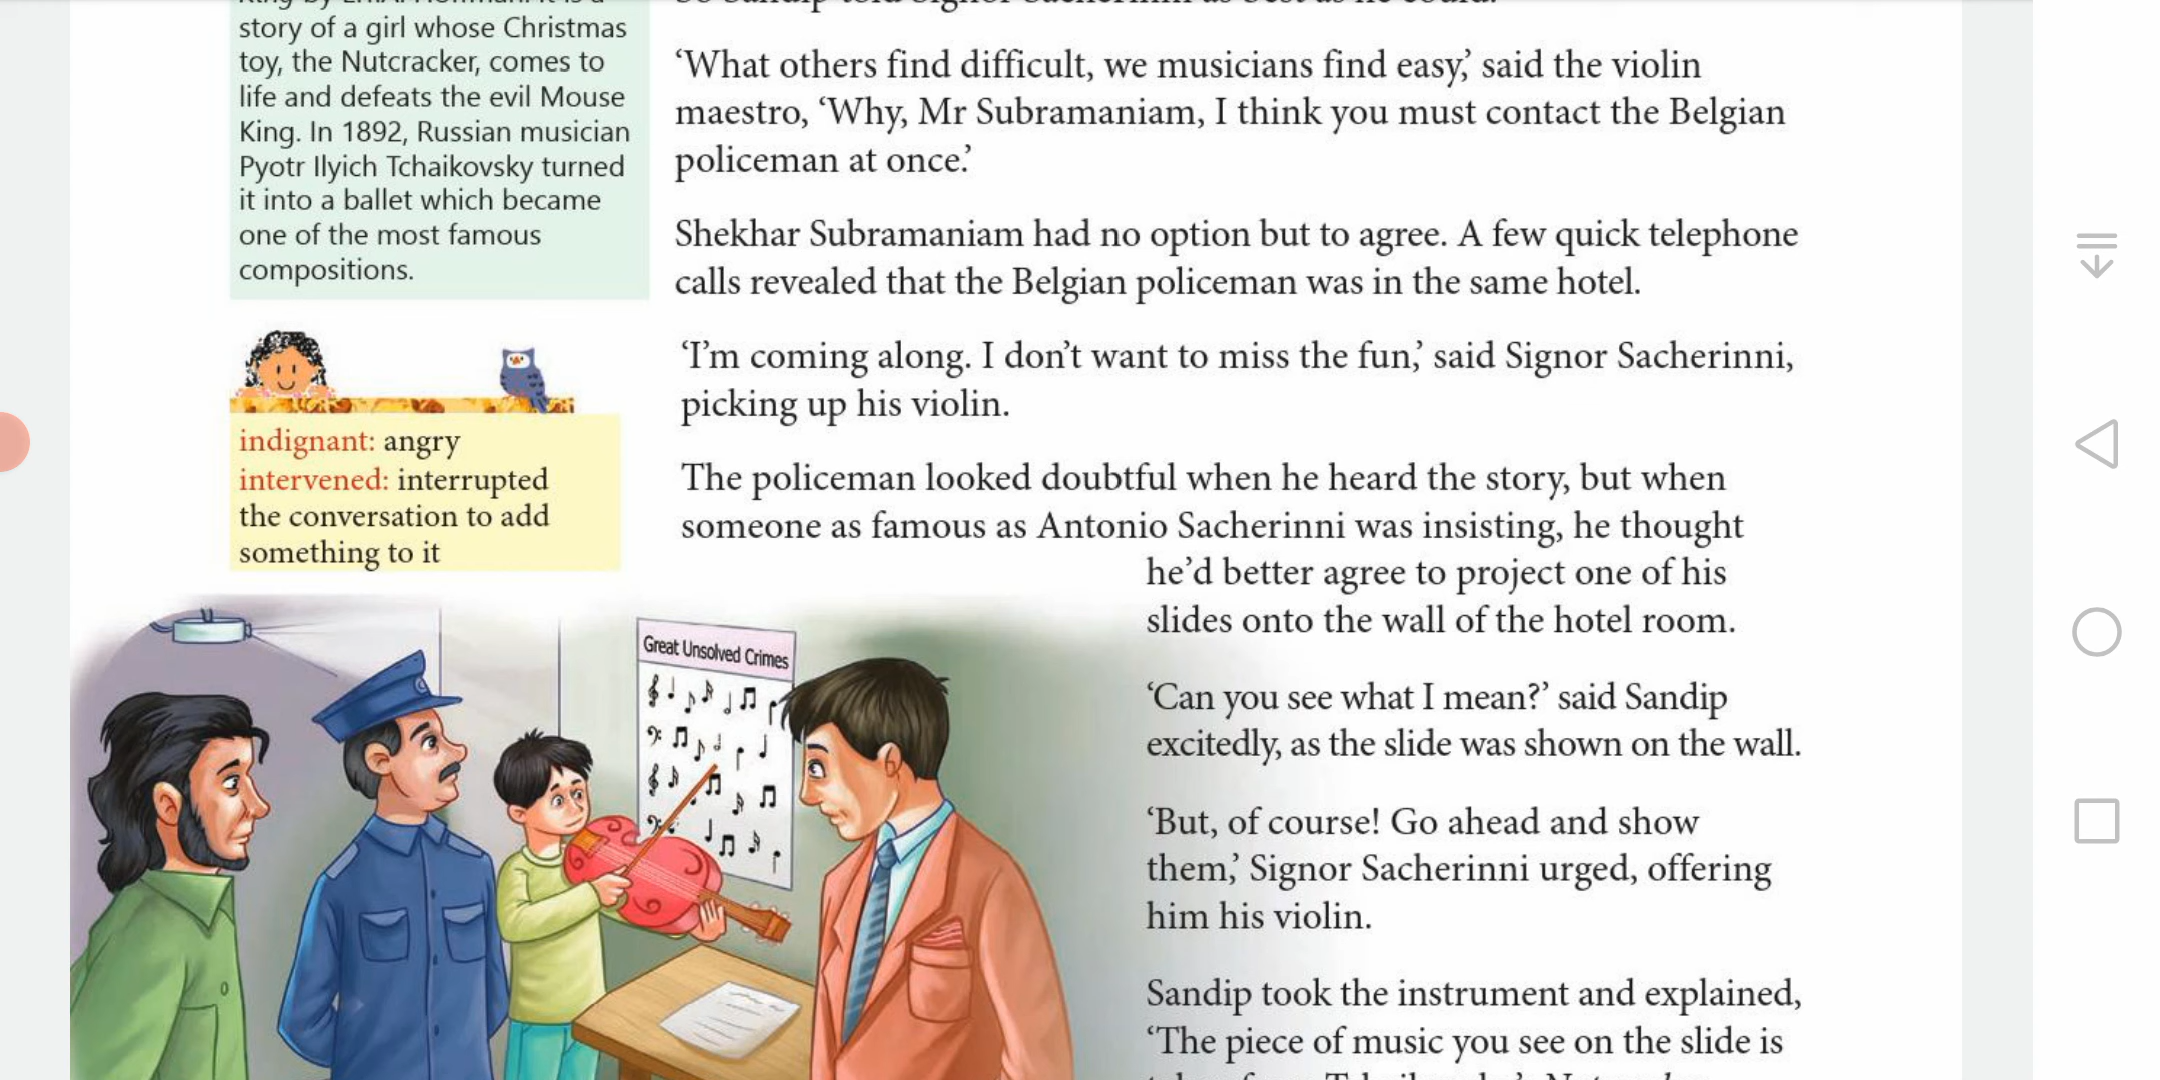 story of a girl whose Christmas
toy, the Nutcracker, comes to
life and defeats the evil Mouse
King. In 1892, Russian musician
Pyotr Ilyich Tchaikovsky turned
it into a ballet which became
one of the most famous
compositions.
indignant: angry
intervened: interrupted
the conversation to add
something to it
‘What others find difficult, we musicians find easy,’ said the violin
maestro, ‘Why, Mr Subramaniam, I think you must contact the Belgian
policeman at once.’
Shekhar Subramaniam had no option but to agree. A few quick telephone
calls revealed that the Belgian policeman was in the same hotel.
‘I’m coming along. I don’t want to miss the fun,’ said Signor Sacherinni,
picking up his violin.
The policeman looked doubtful when he heard the story, but when
someone as famous as Antonio Sacherinni was insisting, he thought
he’d better agree to project one of his
slides onto the wall of the hotel room.
Great Unsolved Crimes
‘Can you see what I mean?’ said Sandip
excitedly, as the slide was shown on the wall.
‘But, of course! Go ahead and show
them,’ Signor Sacherinni urged, offering
him his violin.
Sandip took the instrument and explained,
‘The piece of music you see on the slide is